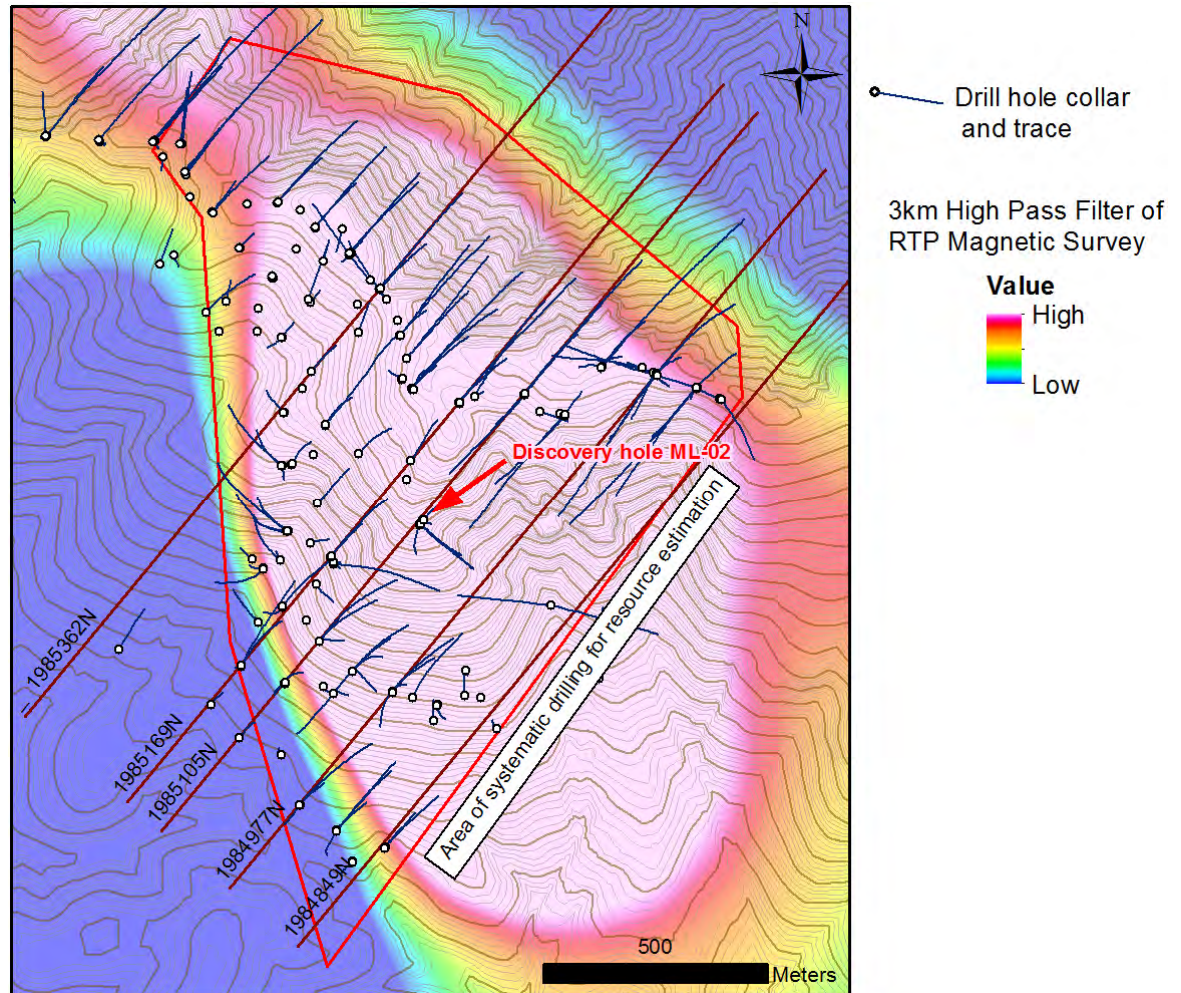 N
Drill hole collar
and trace
3km High Pass Filter of
RTP Magnetic Survey
Value
High
Low
Discovery hole ML-02
Area of systematic drilling for resource estimation
1985362N
1985169N
1985105N
1984977N
1984849N
500
Meters